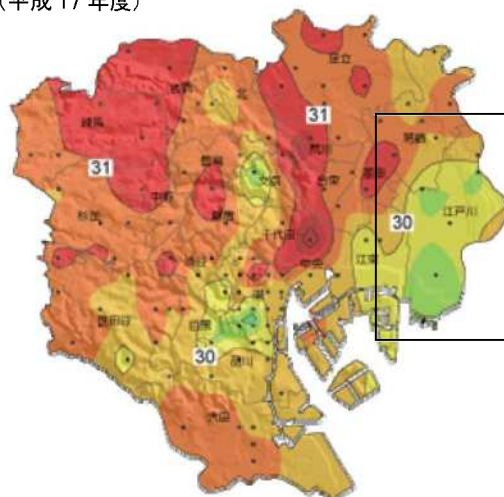 (平成 17 年度)
足立
板橋
北
31
練馬
葛飾
31
荒川
豊島
文京
台東
墨田
中野
新宿
江戸川
杉並
千代田
30
江東
中央
渋谷
港
世田谷
目黒
30
品川
大田